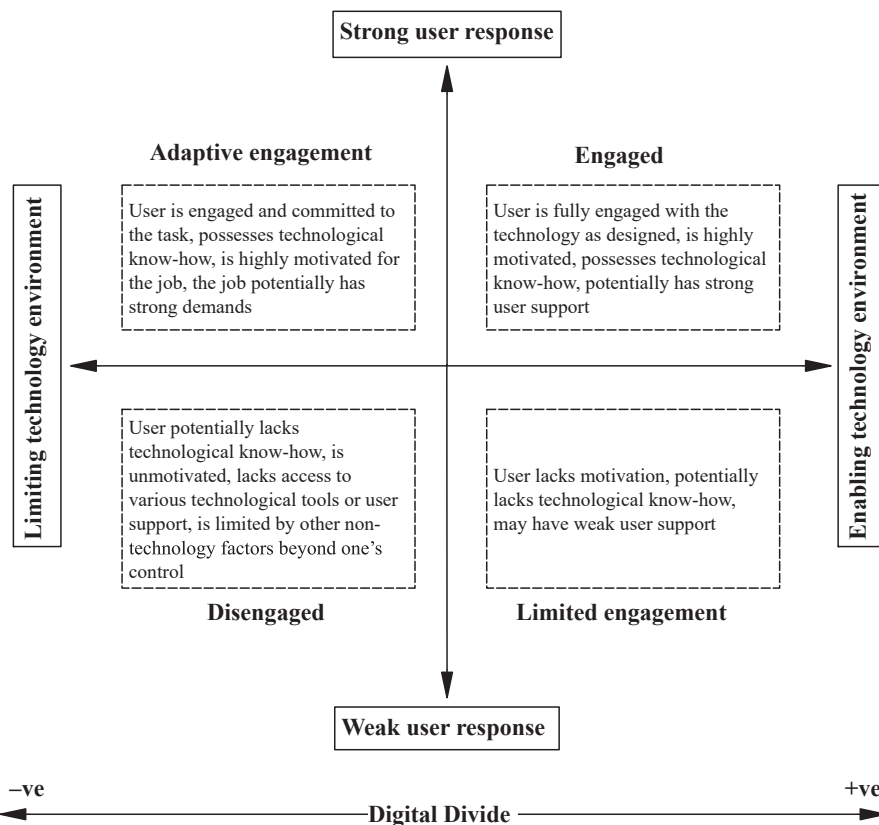 Strong user response
Adaptive engagement
Engaged
Limiting technology environment
User is engaged and committed to
the task, possesses technological
know-how, is highly motivated for
the job, the job potentially has
strong demands
User is fully engaged with the
technology as designed, is highly
motivated, possesses technological
know-how, potentially has strong
user support
Enabling technology environment
User potentially lacks
technological know-how, is
unmotivated, lacks access to
various technological tools or user
support, is limited by other non-
technology factors beyond one’s
control
User lacks motivation, potentially
lacks technological know-how,
may have weak user support
Disengaged
Limited engagement
Weak user response
–ve
+ve
Digital Divide